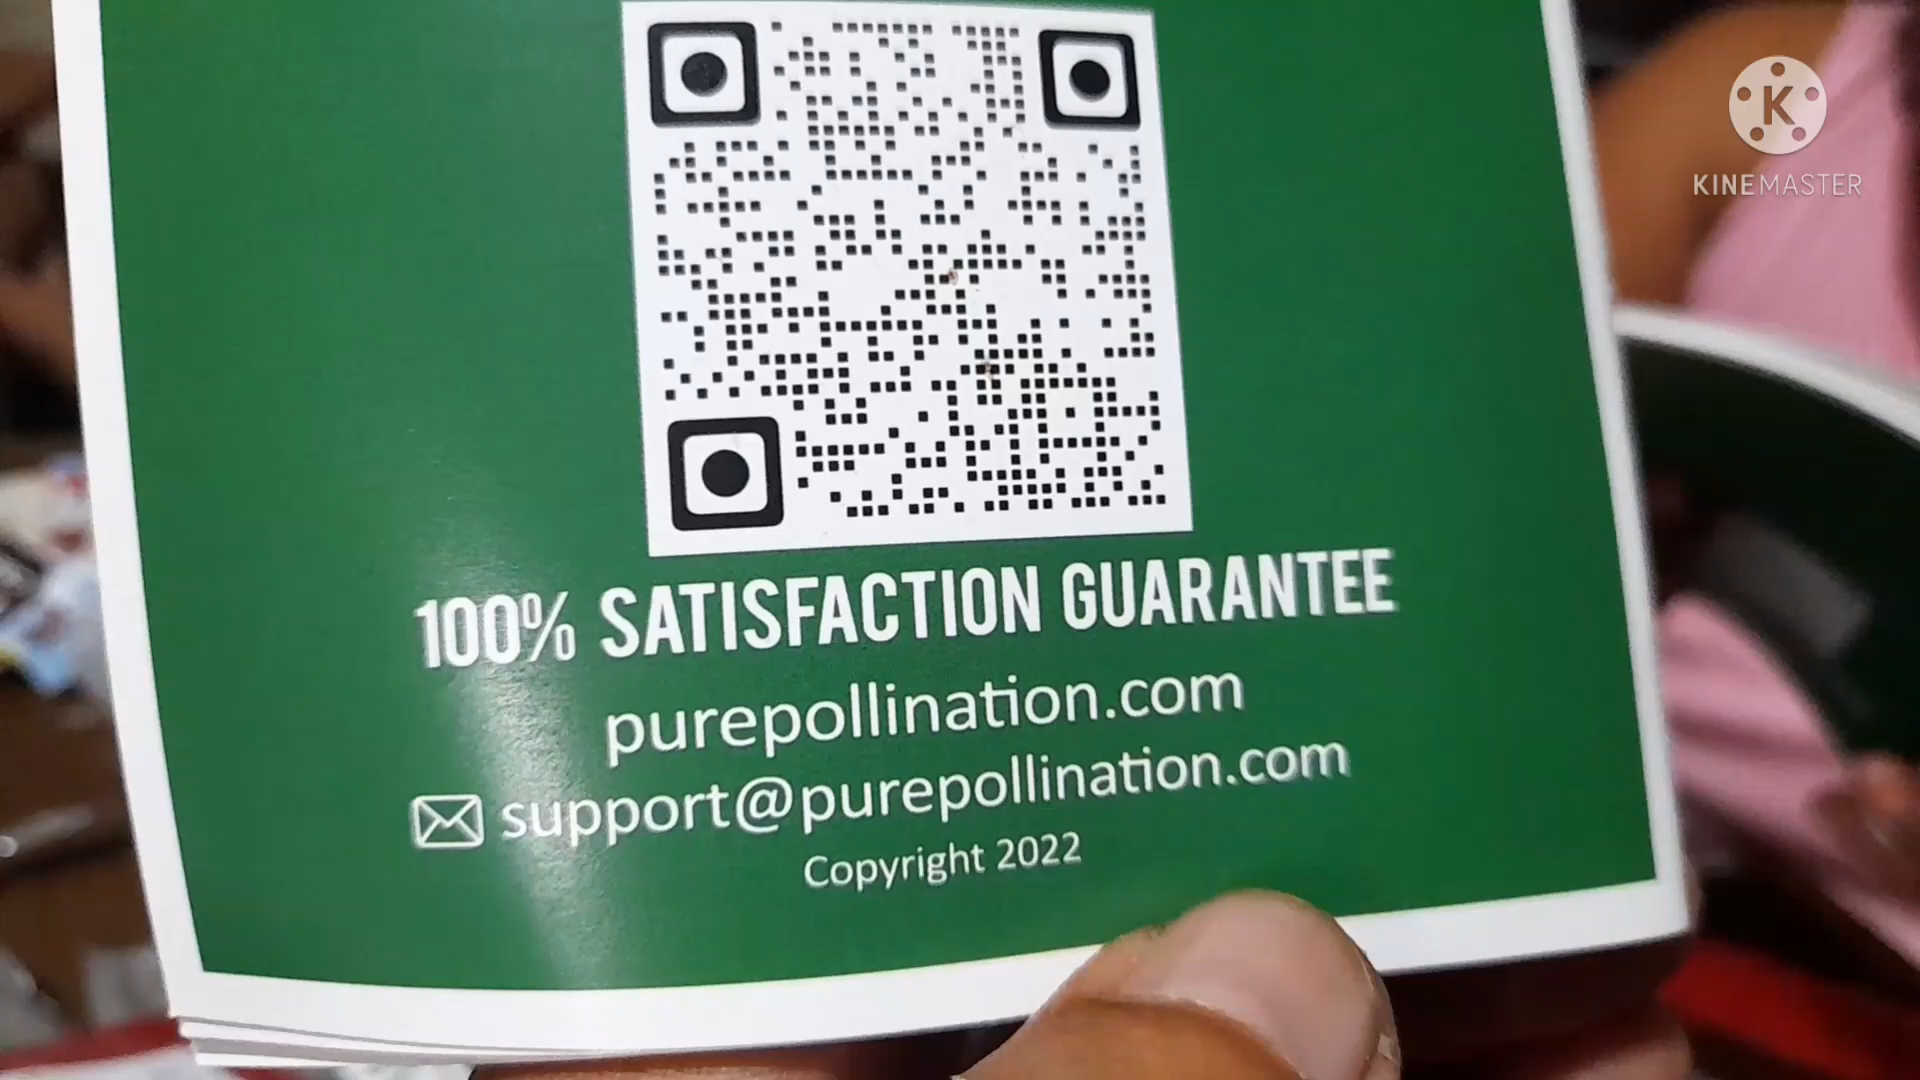 K
KINEMASTER
100% SATISFACTION GUARANTEE
purepollination.com
support@purepollination.com
Copyright 2022